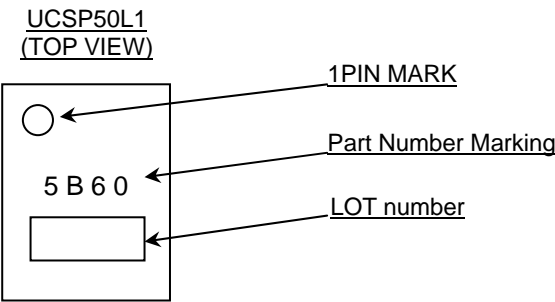 UCSP50L1
(TOP VIEW)
1PIN MARK
Part Number Marking
5 B 6 0
LOT number